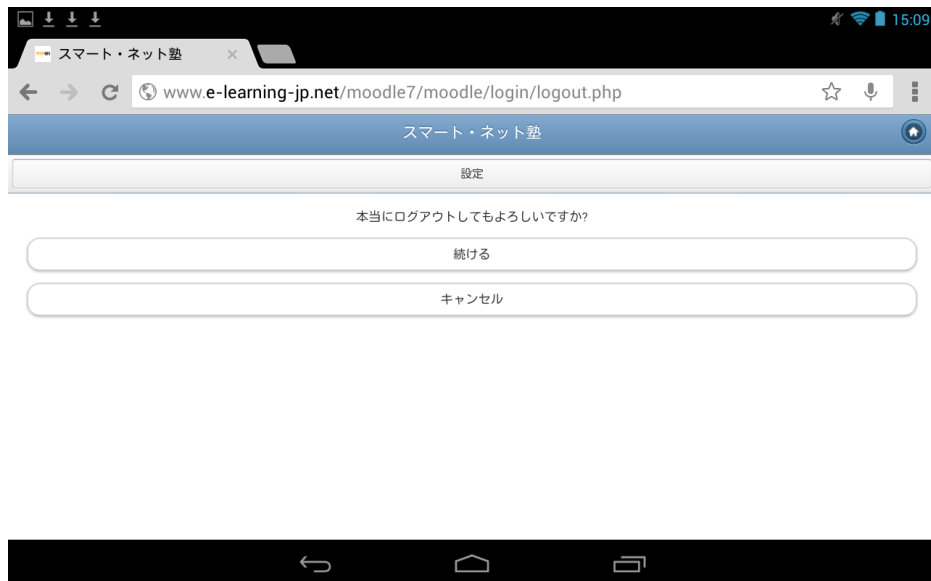 15:09
スマート・ネット塾
www.e-learning-jp.net/moodle7/moodle/login/logout.php
スマート・ネット塾
設定
本当にログアウトしてもよろしいですか?
続ける
キャンセル